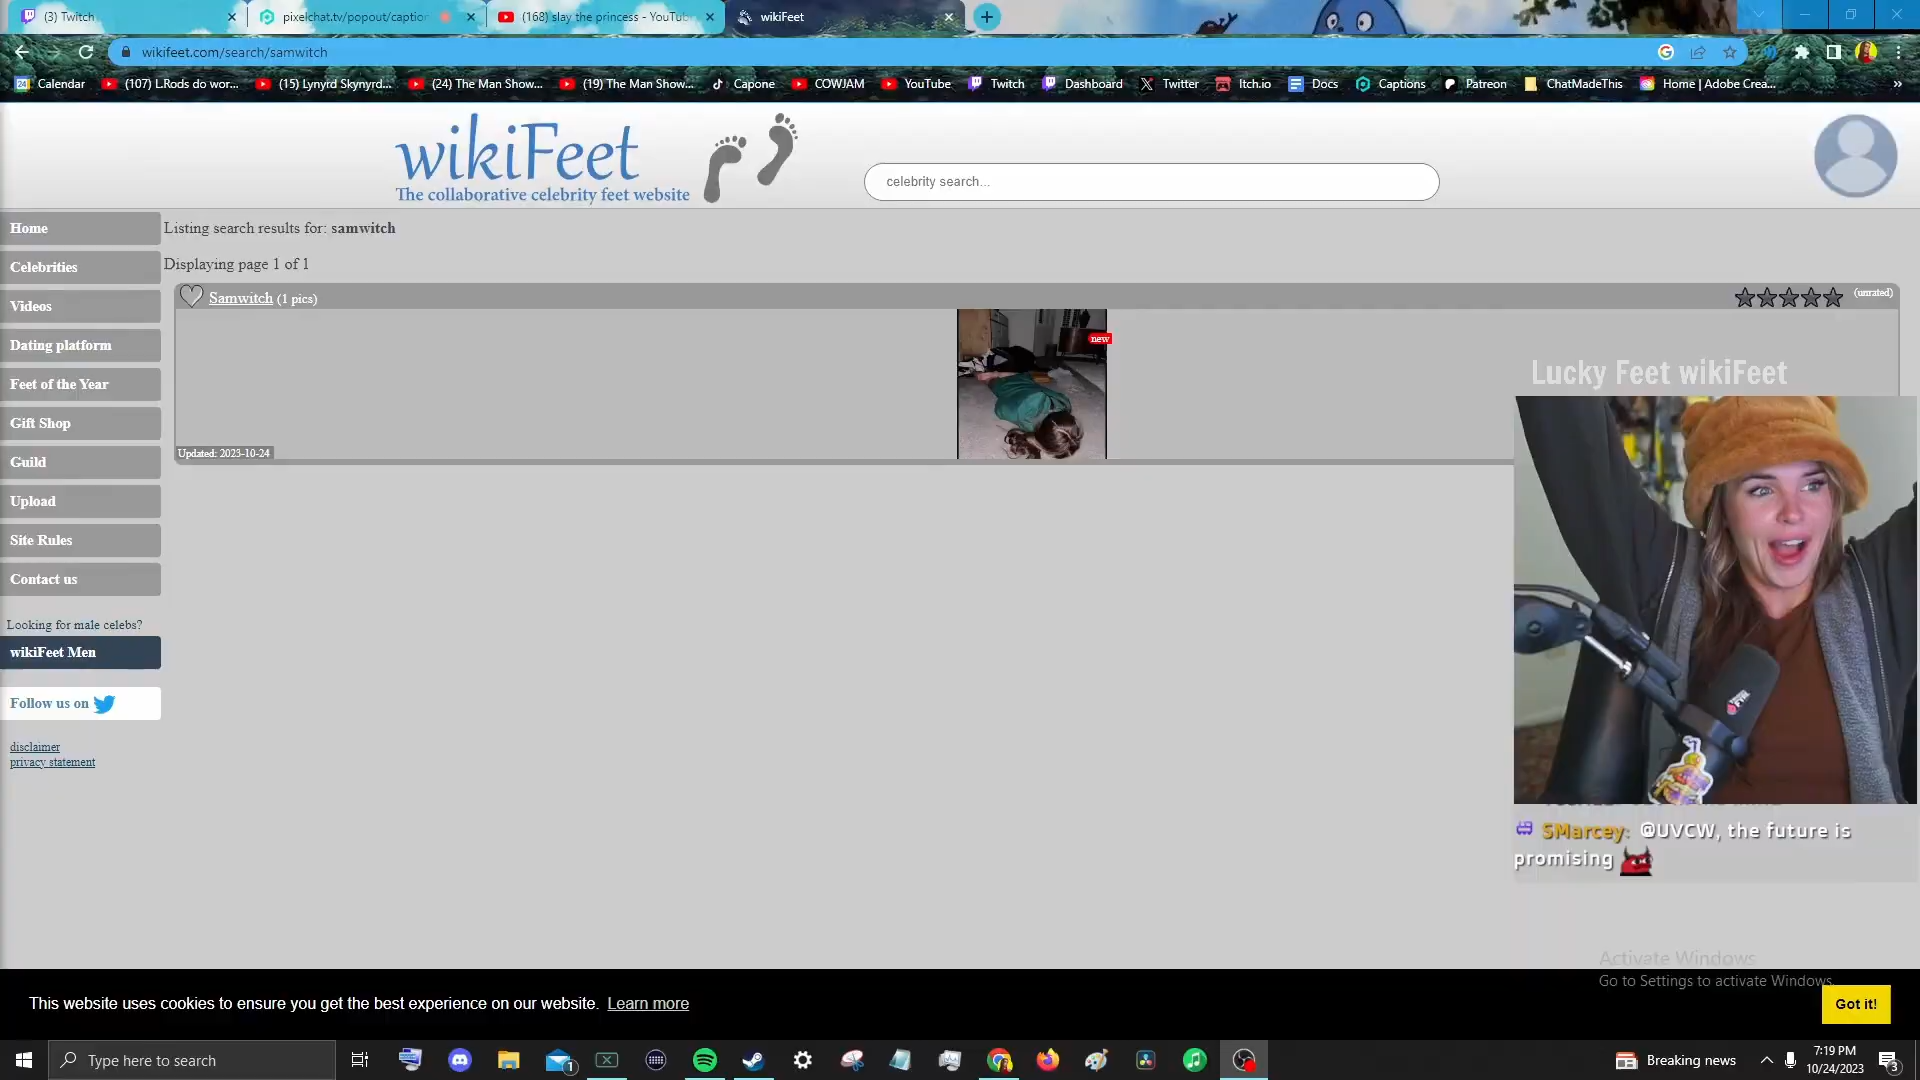 (3) Twitch
pixelchat.tv/popout/caption
(168) slay the princess - YouTube
wikiFeet
wikifeet.com/search/samwitch
Calendar
(107) L.Rods do wor...
(15) Lynyrd Skynyrd...
(24) The Man Show...
(19) The Man Show...
Capone
COWJAM
YouTube
Twitch
Dashboard
Twitter
Itch.io
Docs
Captions
Patreon
ChatMadeThis
Home | Adobe Crea...
»
wikiFeet
The collaborative celebrity feet website
celebrity search...
Home
Celebrities
Videos
Dating platform
Feet of the Year
Gift Shop
Guild
Upload
Site Rules
Contact us
Looking for male celebs?
wikiFeet Men
Follow us on
disclaimer
privacy statement
Listing search results for: samwitch
Displaying page 1 of 1
Samwitch (1 pics)
(unrated)
new
Updated: 2023-10-24
Lucky Feet wikiFeet
SMarcey: @UVCW, the future is
promising
Activate Windows
Go to Settings to activate Windows.
This website uses cookies to ensure you get the best experience on our website. Learn more
Got it!
Type here to search
1
Breaking news
7:19 PM
10/24/2023
3